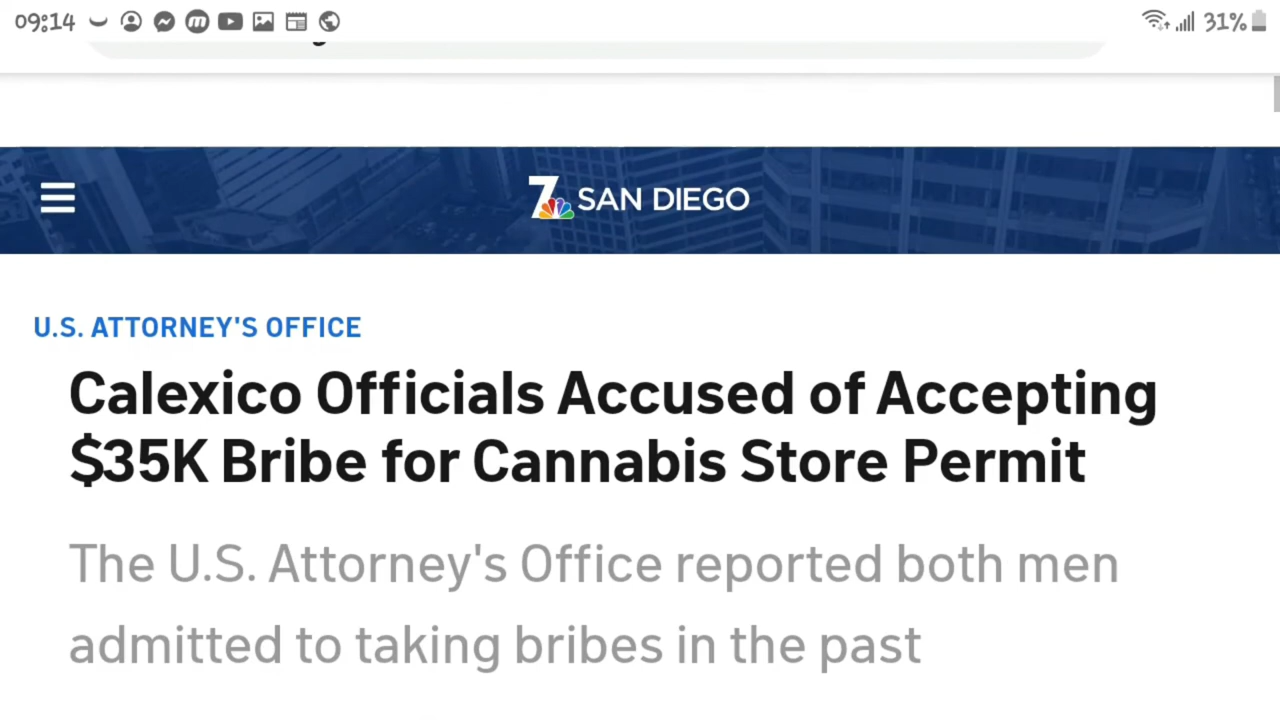 09:14
31%
7 SAN DIEGO
U.S. ATTORNEY'S OFFICE
Calexico Officials Accused of Accepting
$35K Bribe for Cannabis Store Permit
The U.S. Attorney's Office reported both men
admitted to taking bribes in the past